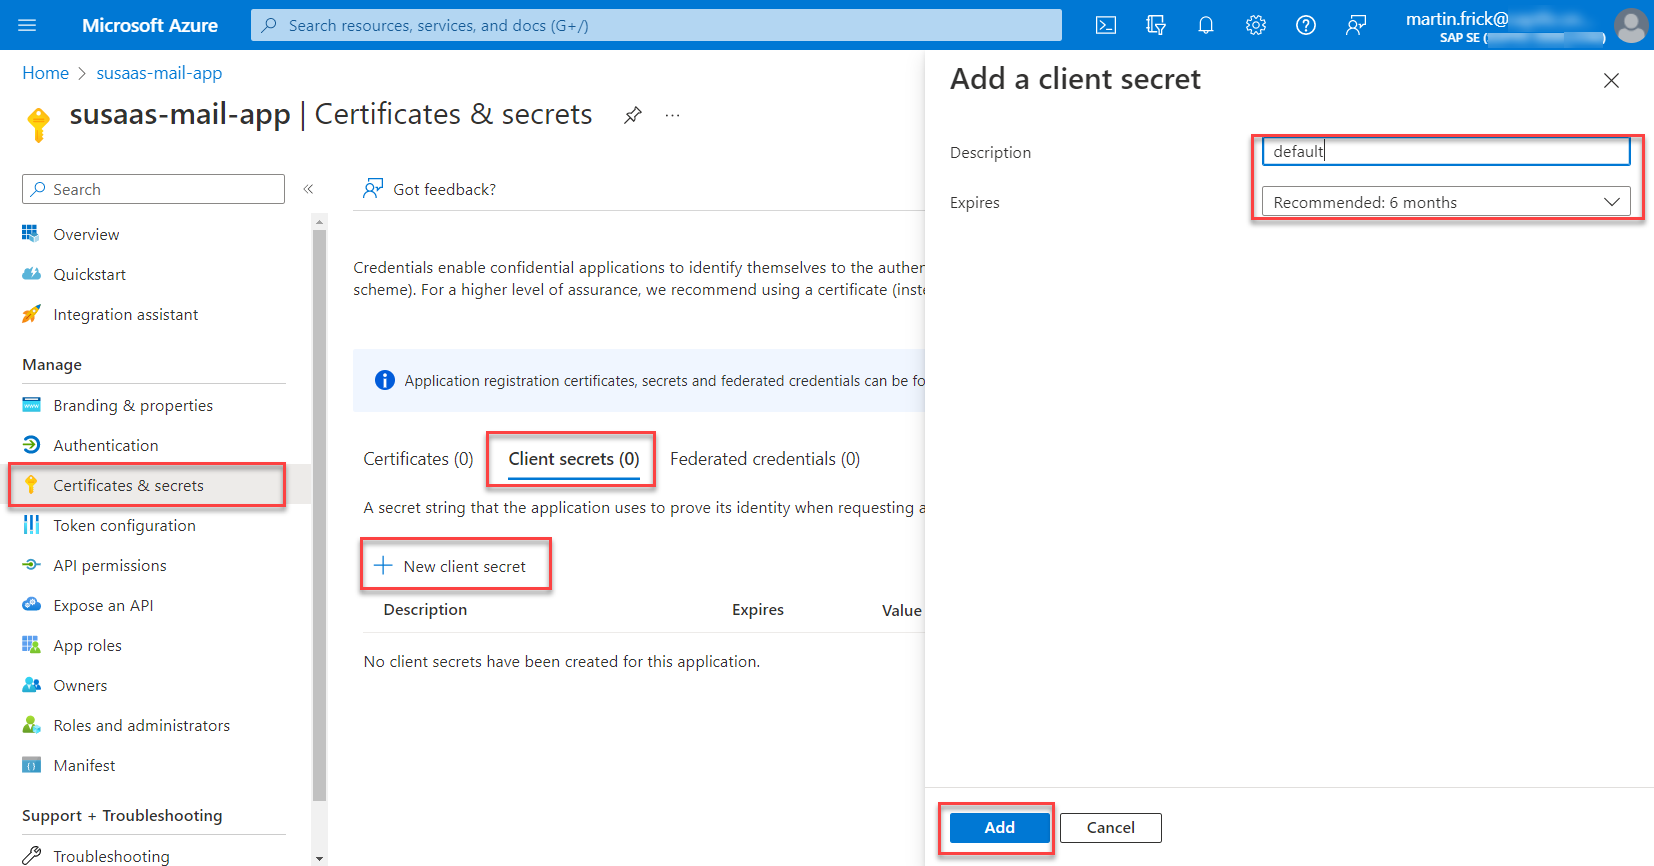 Microsoft Azure
Search resources, services, and docs (G+/)
martin.frick@
SAP SE (
)
Home > susaas-mail-app
susaas-mail-app | Certificates & secrets
...
Search
«
Overview
Quickstart
Integration assistant
Manage
Branding & properties
Authentication
Certificates & secrets
Token configuration
API permissions
Expose an API
App roles
Owners
Roles and administrators
Manifest
Support + Troubleshooting
Troubleshooting
Got feedback?
Credentials enable confidential applications to identify themselves to the
scheme). For a higher level of assurance, we recommend using a certificate
Application registration certificates, secrets and federated credentials can be
Certificates (0) Client secrets (0) Federated credentials (0)
A secret string that the application uses to prove its identity when requesting a
+ New client secret
Description Expires Value
No client secrets have been created for this application.
Add a client secret
Description default
Expires Recommended: 6 months
Add Cancel